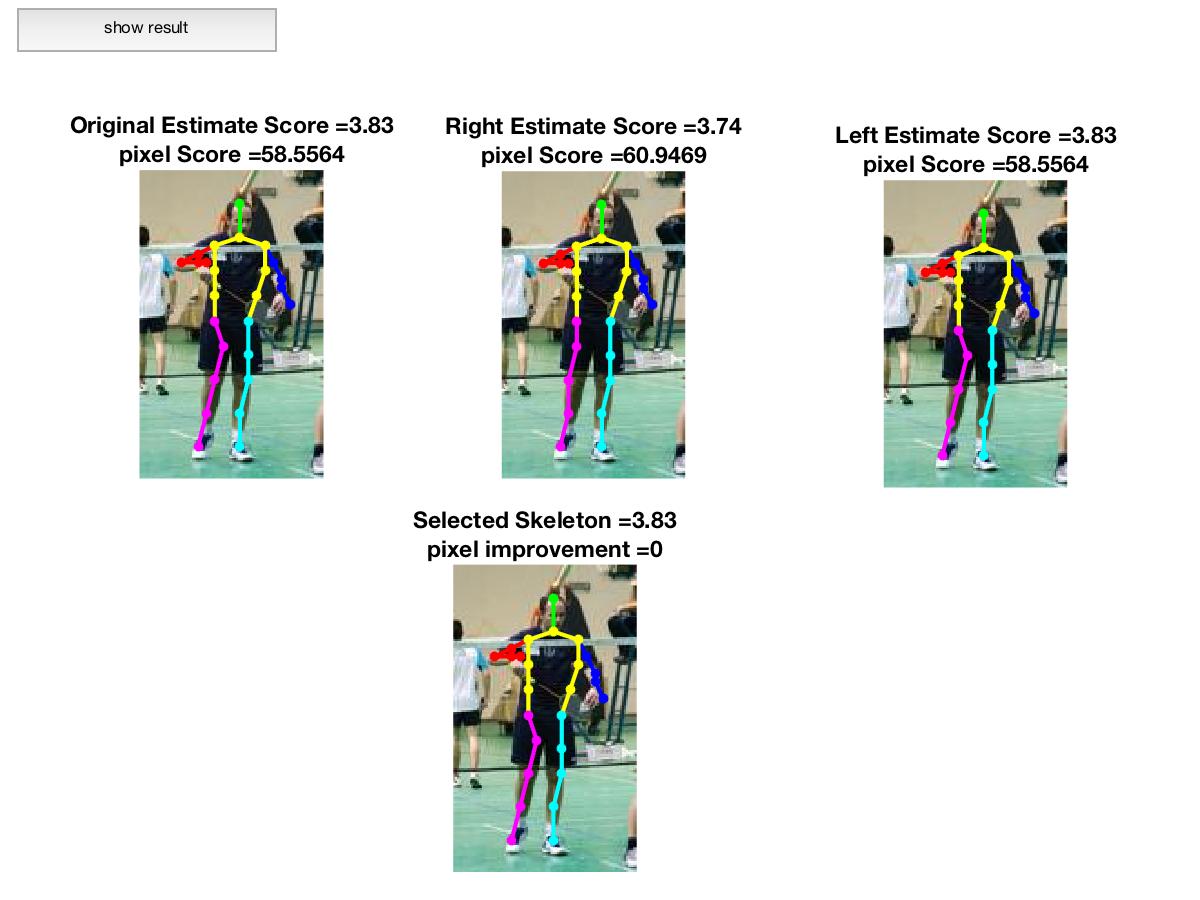 show result
Original Estimate Score =3.83
pixel Score =58.5564
Right Estimate Score =3.74
pixel Score =60.9469
Left Estimate Score =3.83
pixel Score =58.5564
Selected Skeleton =3.83
pixel improvement =0